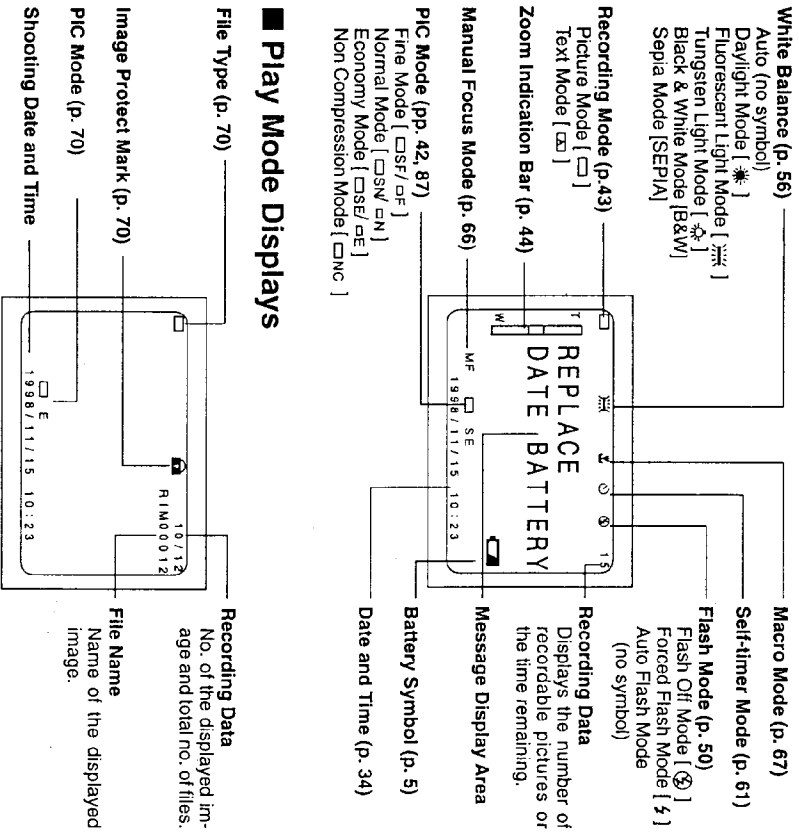 White Balance (p. 56)
Auto (no symbol)
Daylight Mode [ ☀ ]
Fluorescent Light Mode [ ]
Tungsten Light Mode [ ]
Black & White Mode [B&W]
Sepia Mode [SEPIA]
Recording Mode (p.43)
Picture Mode [ ]
Text Mode [ ]
Zoom Indication Bar (p. 44)
Manual Focus Mode (p. 66)
PIC Mode (pp. 42, 87)
Fine Mode [ □SF/ □F ]
Normal Mode [ □SN/ □N ]
Economy Mode [ □SE/ □E ]
Non Compression Mode [ □NC ]
15
T
W
REPLACE
DATE BATTERY
MF □ SE
1998/11/15 10:23
Macro Mode (p. 67)
Self-timer Mode (p. 61)
Flash Mode (p. 50)
Flash Off Mode [ ]
Forced Flash Mode [ ]
Auto Flash Mode
(no symbol)
Recording Data
Displays the number of
recordable pictures or
the time remaining.
Message Display Area
Battery Symbol (p. 5)
Date and Time (p. 34)
■ Play Mode Displays
File Type (p. 70)
Image Protect Mark (p. 70)
PIC Mode (p. 70)
Shooting Date and Time
10/12
RIM00012
□ E
1998/11/15 10:23
Recording Data
No. of the displayed im-
age and total no. of files.
File Name
Name of the displayed
image.